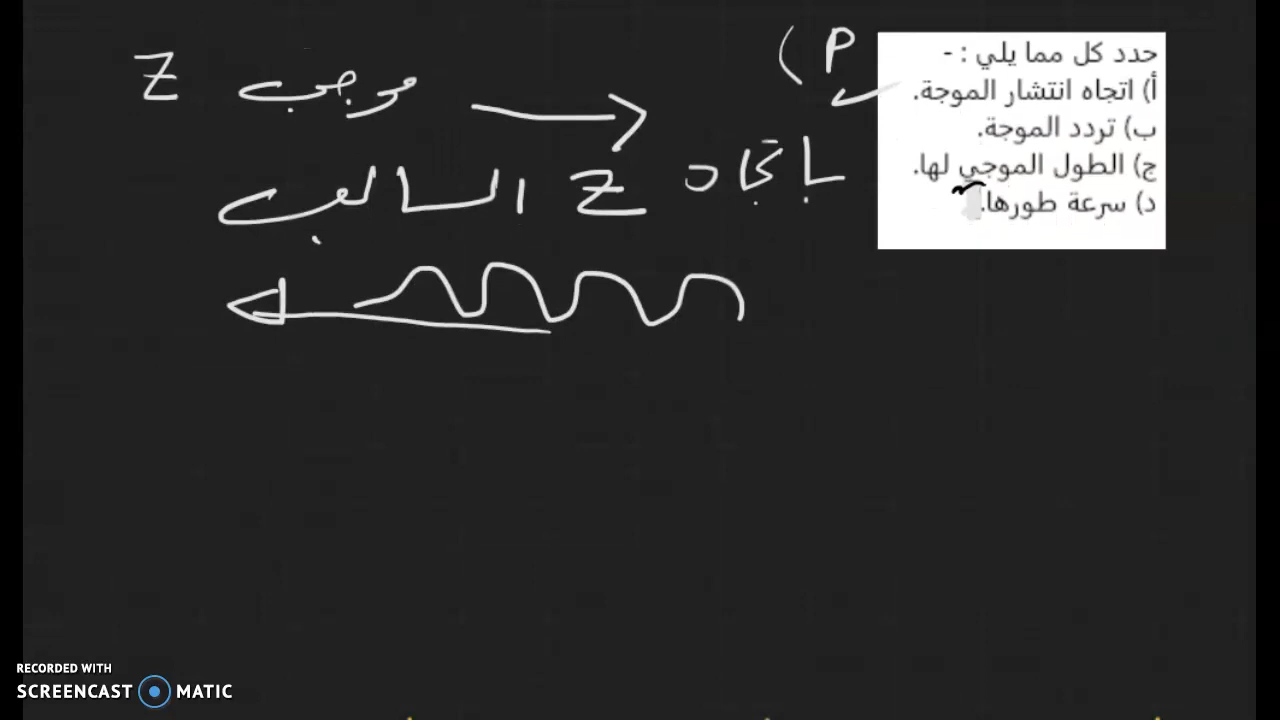 حدد كل مما يلي : -
أ) اتجاه انتشار الموجة.
ب) تردد الموجة.
ج) الطول الموجي لها.
د) سرعة طورها.
P)
موجب Z
باتجاه Z السالب
RECORDED WITH
SCREENCAST MATIC